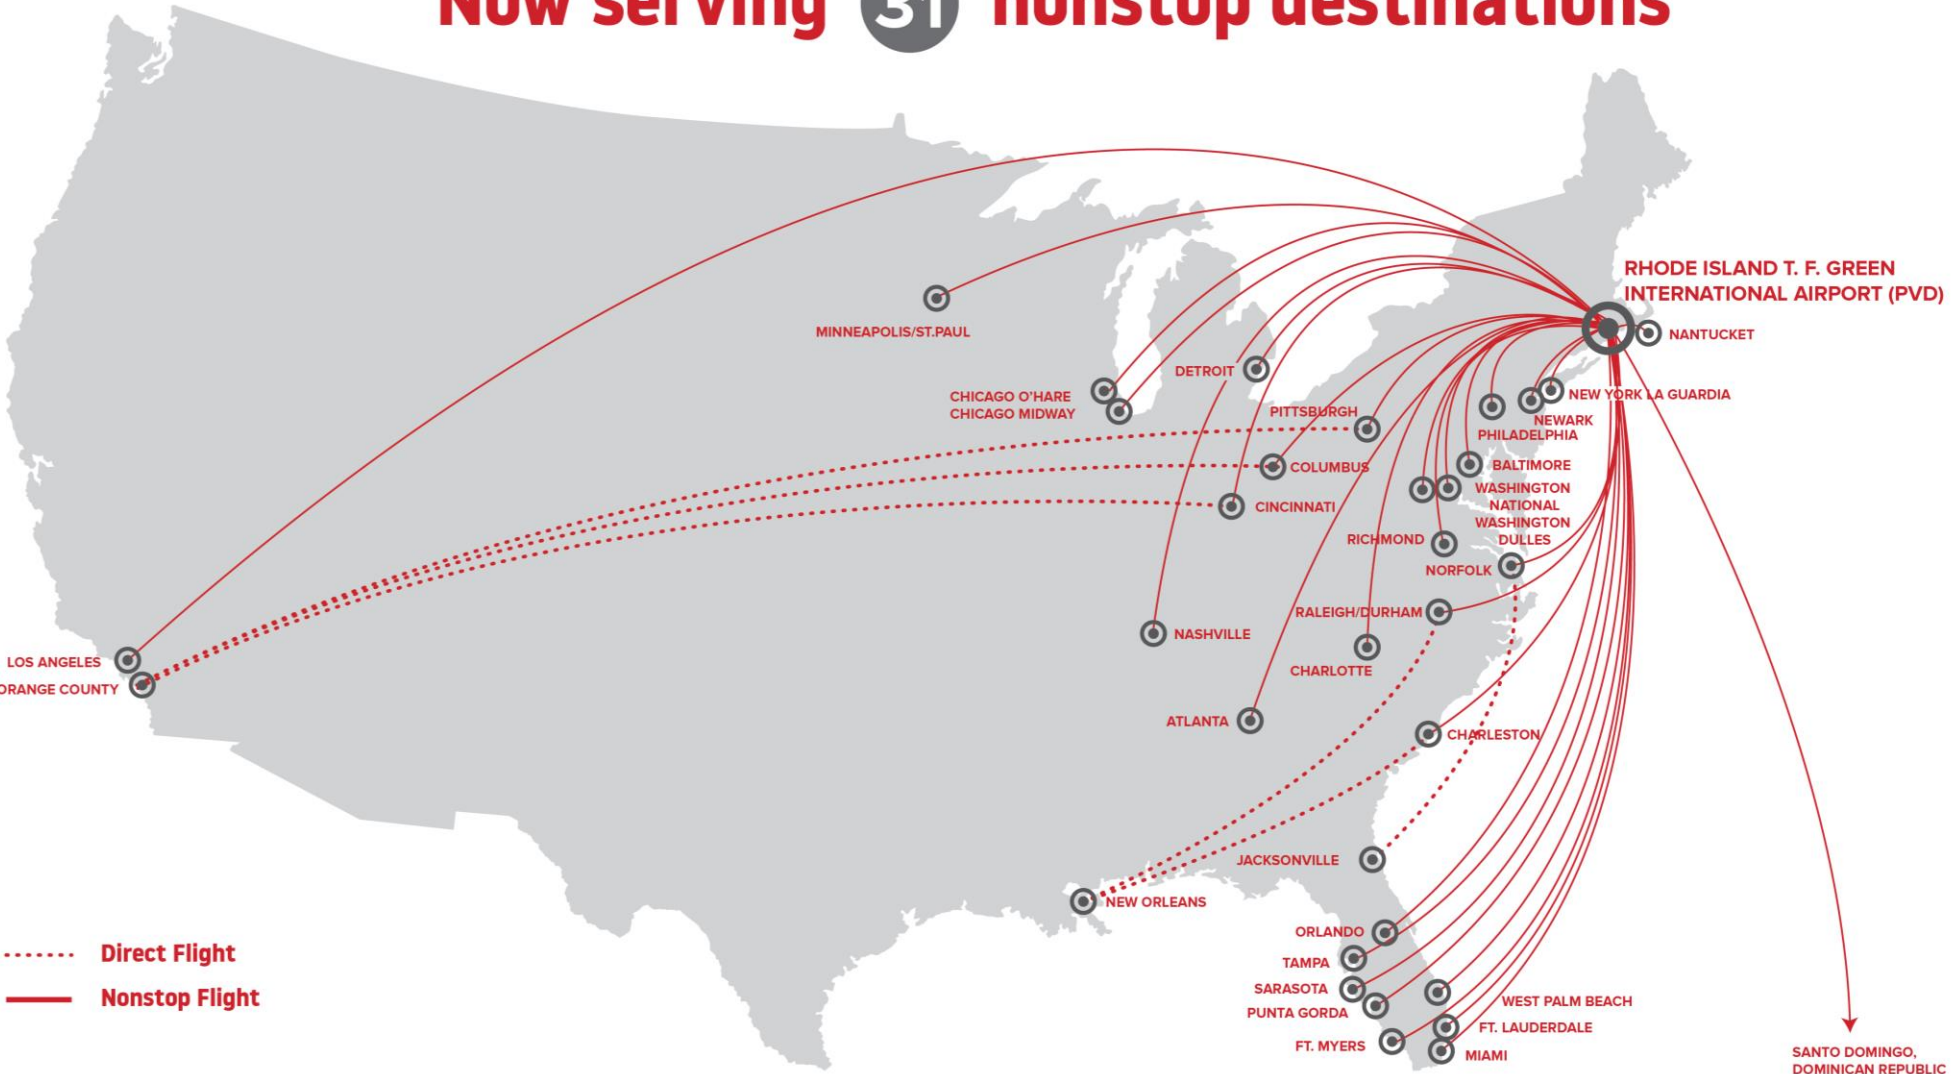 Now serving 31 nonstop destinations
RHODE ISLAND T. F. GREEN
INTERNATIONAL AIRPORT (PVD)
NANTUCKET
MINNEAPOLIS/ST.PAUL
DETROIT
CHICAGO O'HARE
CHICAGO MIDWAY
PITTSBURGH
NEW YORK LA GUARDIA
NEWARK
PHILADELPHIA
COLUMBUS
BALTIMORE
CINCINNATI
WASHINGTON
NATIONAL
WASHINGTON
DULLES
RICHMOND
NORFOLK
RALEIGH/DURHAM
NASHVILLE
CHARLOTTE
LOS ANGELES
ORANGE COUNTY
ATLANTA
CHARLESTON
JACKSONVILLE
NEW ORLEANS
ORLANDO
TAMPA
SARASOTA
PUNTA GORDA
WEST PALM BEACH
FT. LAUDERDALE
FT. MYERS
MIAMI
SANTO DOMINGO,
DOMINICAN REPUBLIC
Direct Flight
Nonstop Flight